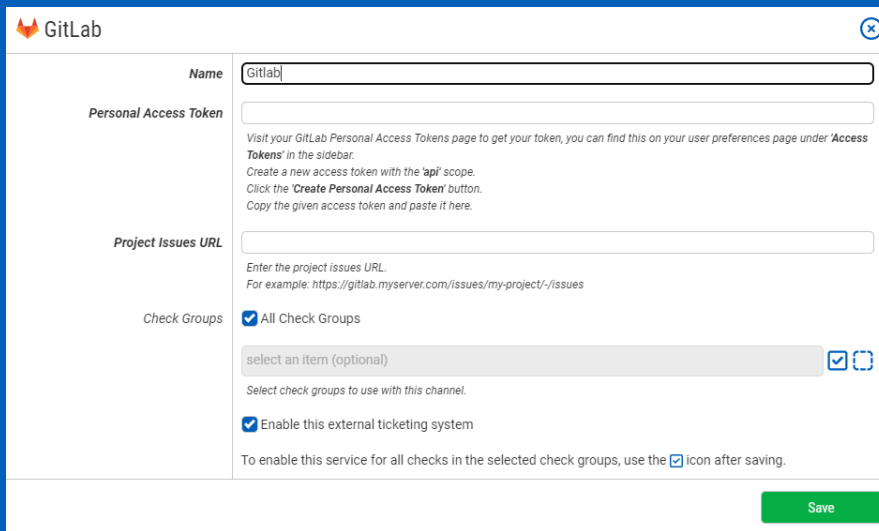 GitLab
Name
Gitlab
Personal Access Token
Visit your GitLab Personal Access Tokens page to get your token, you can find this on your user preferences page under 'Access
Tokens' in the sidebar.
Create a new access token with the 'api' scope.
Click the 'Create Personal Access Token' button.
Copy the given access token and paste it here.
Project Issues URL
Enter the project issues URL.
For example: https://gitlab.myserver.com/issues/my-project/-/issues
Check Groups
All Check Groups
select an item (optional)
Select check groups to use with this channel.
Enable this external ticketing system
To enable this service for all checks in the selected check groups, use the icon after saving.
Save